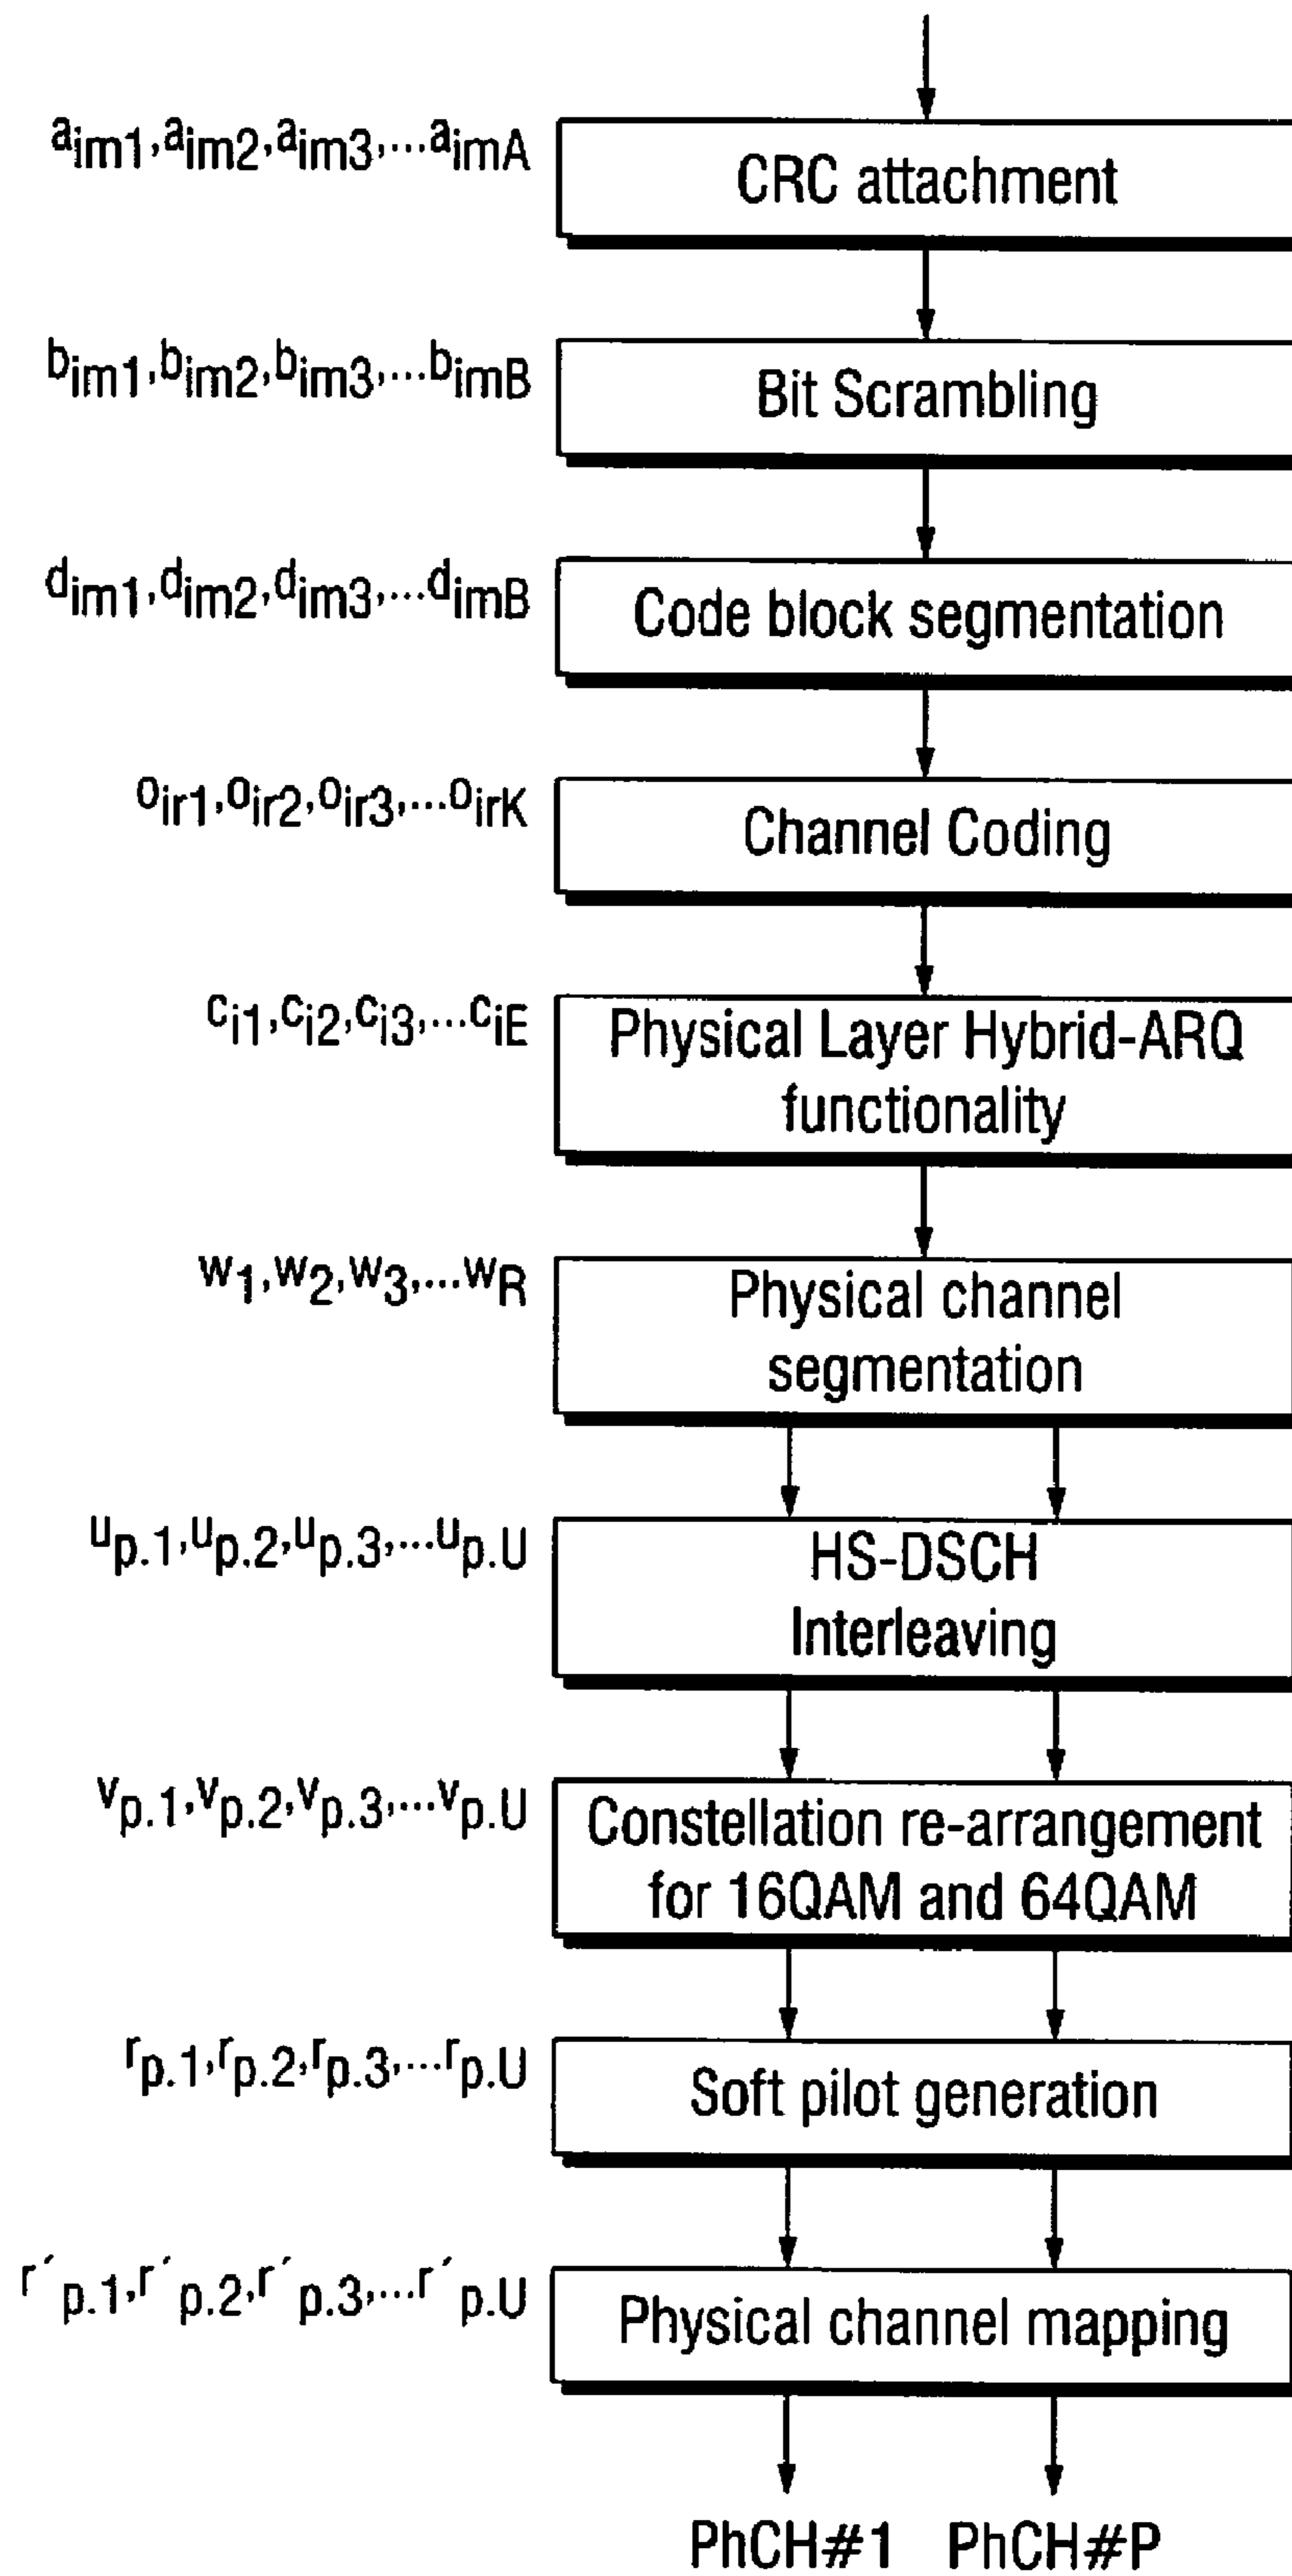 aim1,aim2,aim3,...aimA
CRC attachment
bim1,bim2,bim3,...bimB
Bit Scrambling
dim1,dim2,dim3,...dimB
Code block segmentation
oir1,oir2,oir3,...oirK
Channel Coding
ci1,ci2,ci3,...ciE
Physical Layer Hybrid-ARQ
functionality
w1,w2,w3,...wR
Physical channel
segmentation
up.1,up.2,up.3,...up.U
HS-DSCH
Interleaving
vp.1,vp.2,vp.3,...vp.U
Constellation re-arrangement
for 16QAM and 64QAM
rp.1,rp.2,rp.3,...rp.U
Soft pilot generation
r´p.1,r´p.2,r´p.3,...r´p.U
Physical channel mapping
PhCH#1 PhCH#P